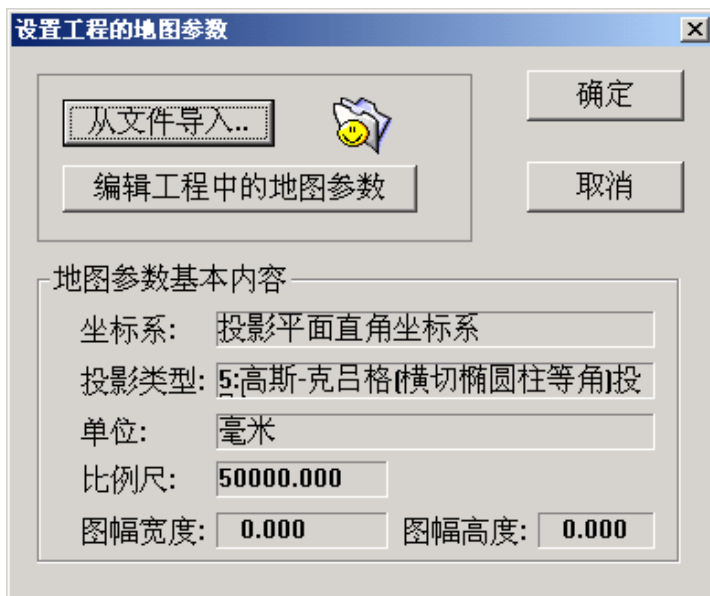 设置工程的地图参数
从文件导入..
确定
编辑工程中的地图参数
取消
地图参数基本内容
坐标系: 投影平面直角坐标系
投影类型: 5:高斯-克吕格(横切椭圆柱等角)投
单位: 毫米
比例尺: 50000.000
图幅宽度: 0.000 图幅高度: 0.000